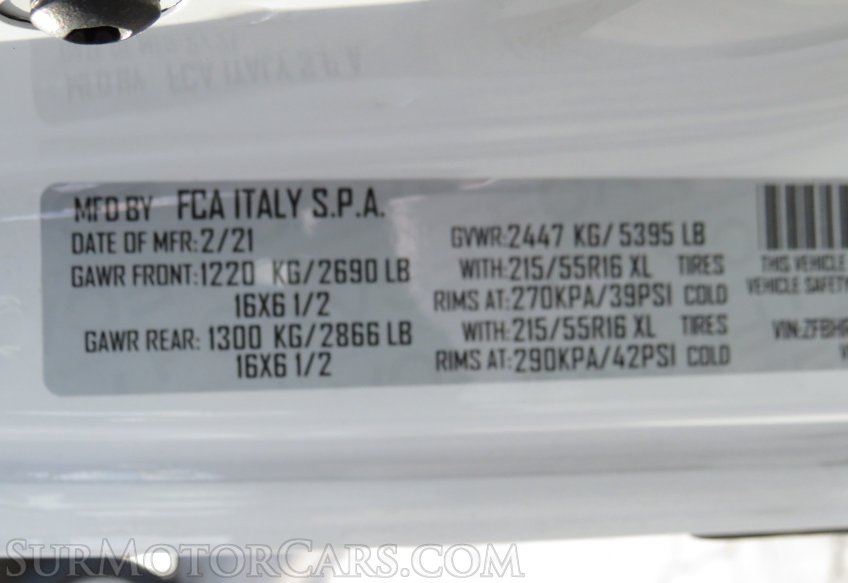 MFD BY FCA ITALY S.P.A.
DATE OF MFR: 2/21
GAWR FRONT: 1220 KG/2690 LB
16X6 1/2
GAWR REAR: 1300 KG/2866 LB
16X6 1/2
GVWR: 2447 KG/ 5395 LB
WITH: 215/55R16 XL TIRES
RIMS AT: 270KPA/39PSI COLD
WITH: 215/55R16 XL TIRES
RIMS AT: 290KPA/42PSI COLD
THIS VEHICLE
VEHICLE SAFETY
VIN: ZFBHR
SurMotorCars.com